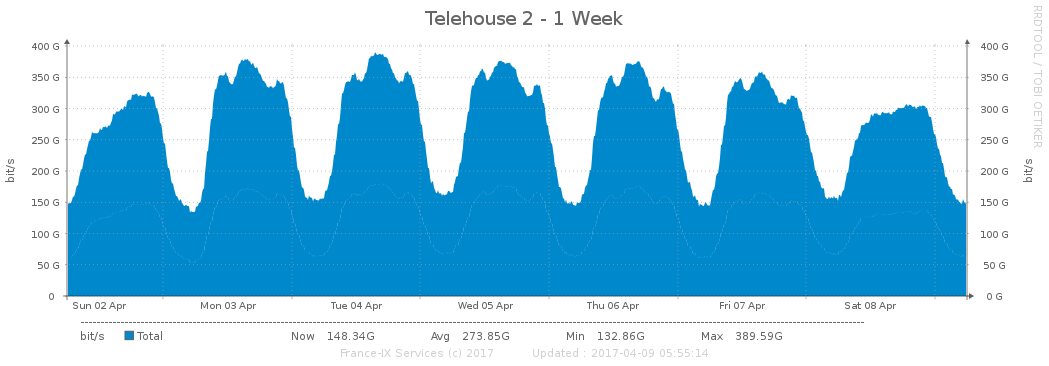 Telehouse 2 - 1 Week
RRDTOOL / TOBI OETIKER
400 G 400 G
350 G 350 G
300 G 300 G
250 G 250 G
200 G 200 G
150 G 150 G
100 G 100 G
50 G 50 G
0 0 G
bit/s
bit/s
Sun 02 Apr Mon 03 Apr Tue 04 Apr Wed 05 Apr Thu 06 Apr Fri 07 Apr Sat 08 Apr
bit/s Total Now 148.34G Avg 273.85G Min 132.86G Max 389.59G
France-IX Services (c) 2017 Updated : 2017-04-09 05:55:14